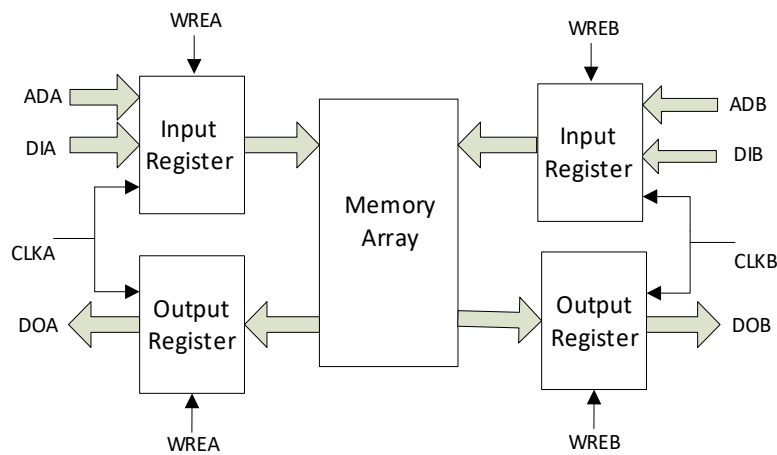 WREA
WREB
ADA
DIA
Input
Register
Memory
Array
Input
Register
ADB
DIB
CLKA
CLKB
DOA
Output
Register
Output
Register
DOB
WREA
WREB